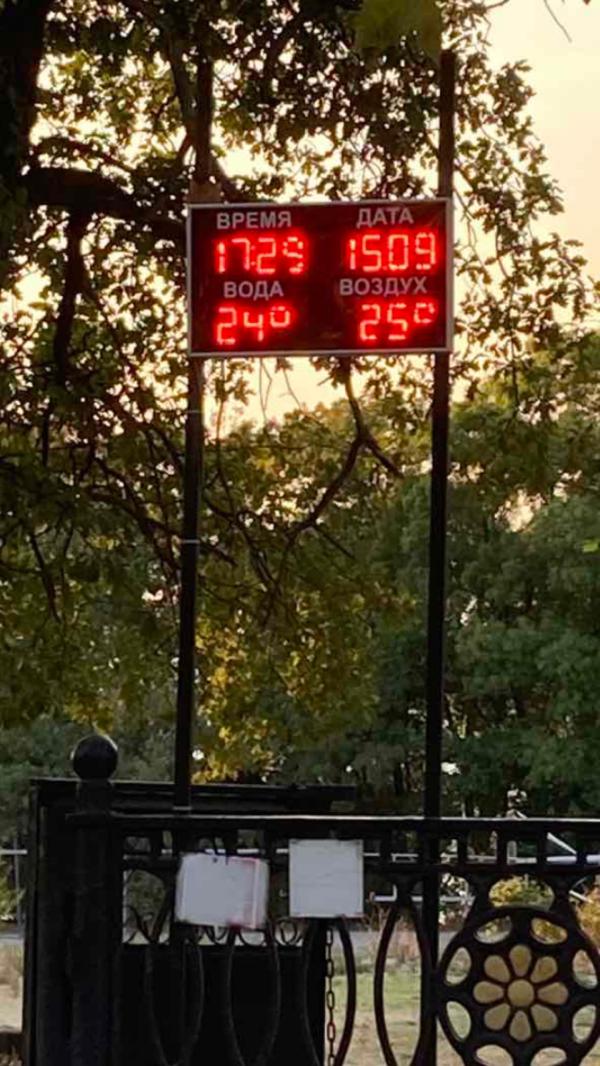 ВРЕМЯ ДАТА
17:29 15.09
ВОДА ВОЗДУХ
24° 25°